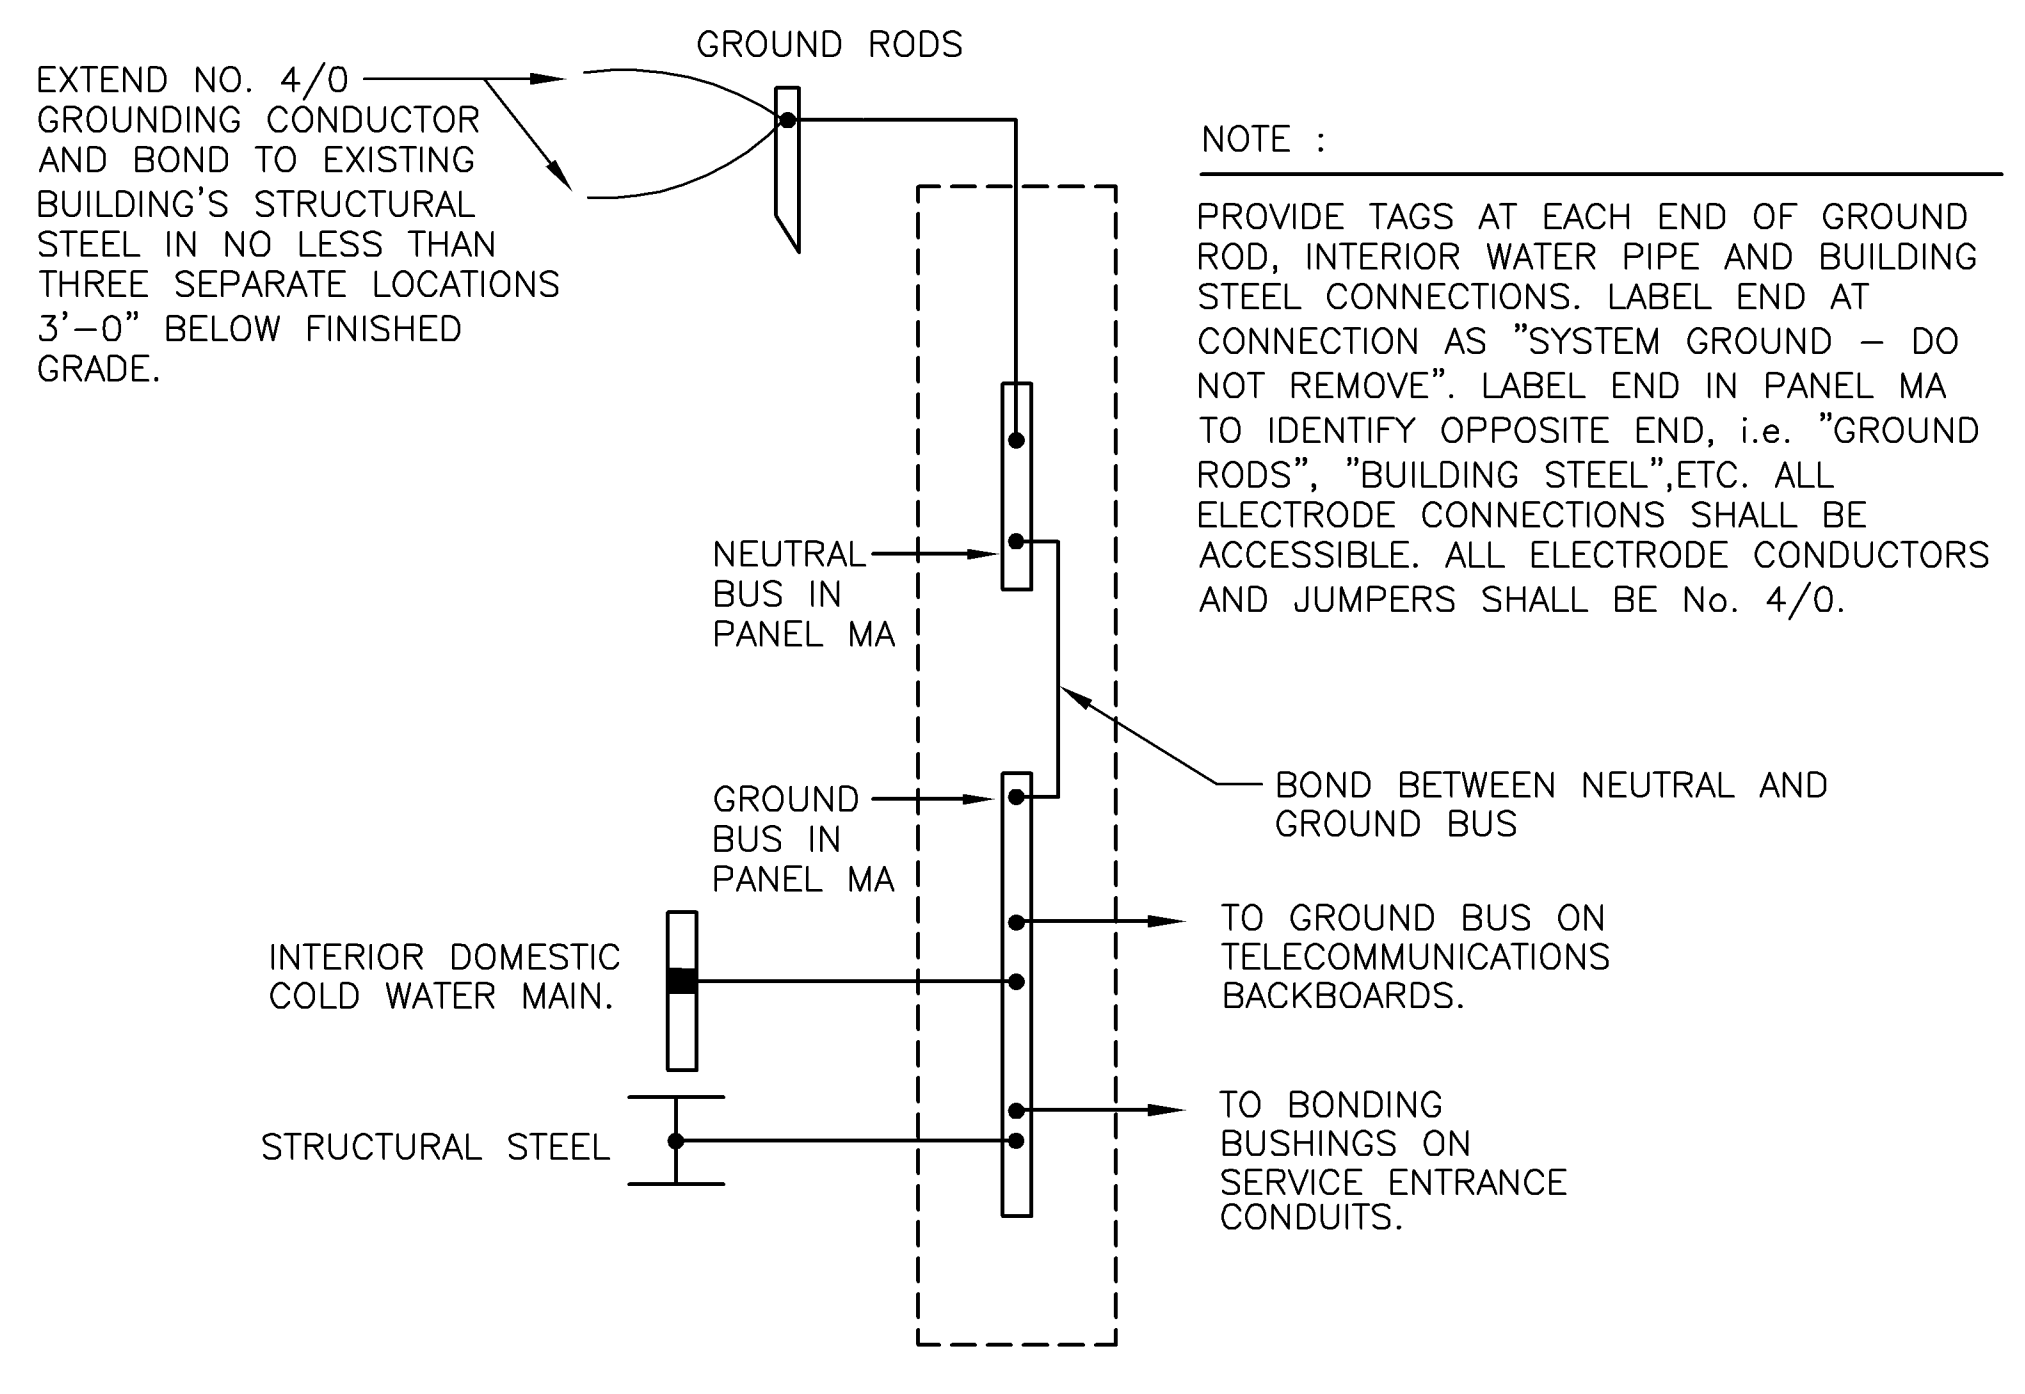 GROUND RODS
EXTEND NO. 4/0
GROUNDING CONDUCTOR
AND BOND TO EXISTING
BUILDING'S STRUCTURAL
STEEL IN NO LESS THAN
THREE SEPARATE LOCATIONS
3'-0" BELOW FINISHED
GRADE.
NOTE :
PROVIDE TAGS AT EACH END OF GROUND
ROD, INTERIOR WATER PIPE AND BUILDING
STEEL CONNECTIONS. LABEL END AT
CONNECTION AS "SYSTEM GROUND - DO
NOT REMOVE". LABEL END IN PANEL MA
TO IDENTIFY OPPOSITE END, i.e. "GROUND
RODS", "BUILDING STEEL",ETC. ALL
ELECTRODE CONNECTIONS SHALL BE
ACCESSIBLE. ALL ELECTRODE CONDUCTORS
AND JUMPERS SHALL BE No. 4/0.
NEUTRAL
BUS IN
PANEL MA
BOND BETWEEN NEUTRAL AND
GROUND BUS
GROUND
BUS IN
PANEL MA
TO GROUND BUS ON
TELECOMMUNICATIONS
BACKBOARDS.
INTERIOR DOMESTIC
COLD WATER MAIN.
TO BONDING
BUSHINGS ON
SERVICE ENTRANCE
CONDUITS.
STRUCTURAL STEEL